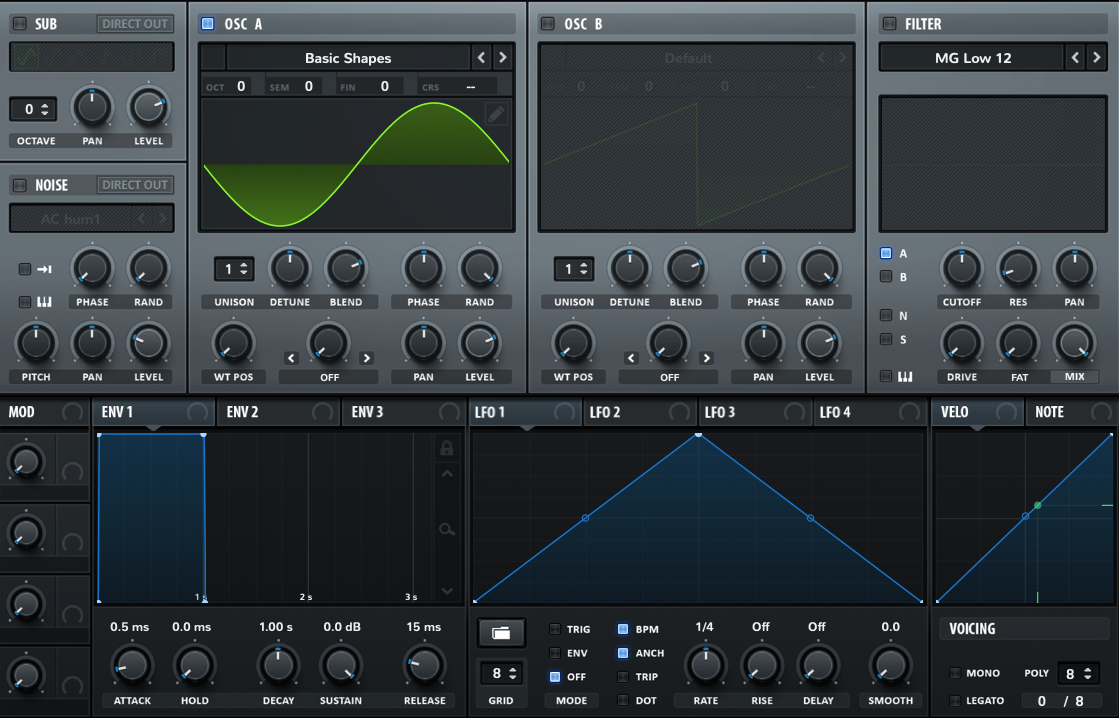 SUB DIRECT OUT
0
OCTAVE PAN LEVEL
NOISE DIRECT OUT
AC hum1
PHASE RAND
PITCH PAN LEVEL
OSC A
Basic Shapes
OCT 0 SEM 0 FIN 0 CRS --
1
UNISON DETUNE BLEND PHASE RAND
WT POS OFF PAN LEVEL
OSC B
Default
0 0 0 --
1
UNISON DETUNE BLEND PHASE RAND
WT POS OFF PAN LEVEL
FILTER
MG Low 12
A
B
N
S
CUTOFF RES PAN
DRIVE FAT MIX
MOD ENV 1 ENV 2 ENV 3
1 s 2 s 3 s
0.5 ms 0.0 ms 1.00 s 0.0 dB 15 ms
ATTACK HOLD DECAY SUSTAIN RELEASE
LFO 1 LFO 2 LFO 3 LFO 4
8
GRID
TRIG BPM
ENV ANCH
OFF TRIP
MODE DOT
1/4 Off Off 0.0
RATE RISE DELAY SMOOTH
VELO NOTE
VOICING
MONO POLY 8
LEGATO 0 / 8